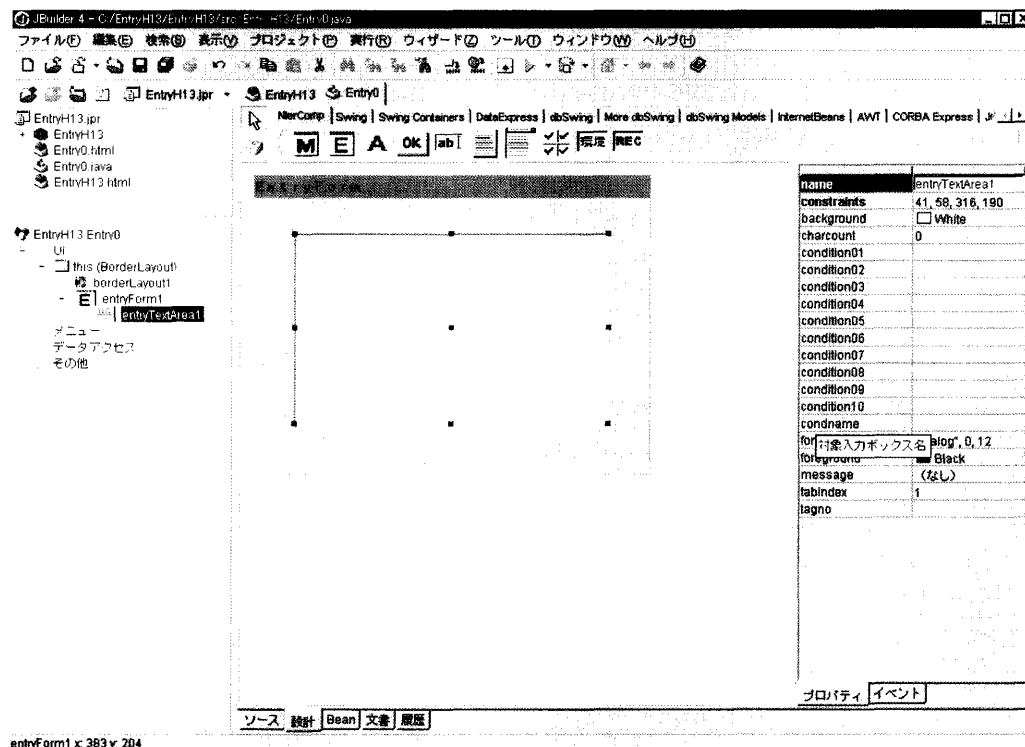 JBuilder 4 - C:/EntryH13/EntryH13/src/EntryH13/Entry0.java
ファイル(F) 編集(E) 検索(S) 表示(V) プロジェクト(P) 実行(R) ウィザード(Z) ツール(T) ウィンドウ(W) ヘルプ(H)
EntryH13.jpr
EntryH13 Entry0
EntryH13.jpr
EntryH13
Entry0.html
Entry0.java
EntryH13.html
NierComp Swing Swing Containers DataExpress dbSwing More dbSwing dbSwing Models InternetBeans AWT CORBA Express
M E A OK ab 環境 REC
EntryForm
EntryH13.Entry0
UI
this (BorderLayout)
borderLayout1
E entryForm1
entryTextArea1
メニュー
データアクセス
その他
name entryTextArea1
constraints 41, 58, 316, 190
background White
charcount 0
condition01
condition02
condition03
condition04
condition05
condition06
condition07
condition08
condition09
condition10
condname
対象入力ボックス名
alog", 0, 12
foreground Black
message (なし)
tabindex 1
tagno
プロパティ イベント
ソース 設計 Bean 文書 履歴
entryForm1 x: 383 y: 204